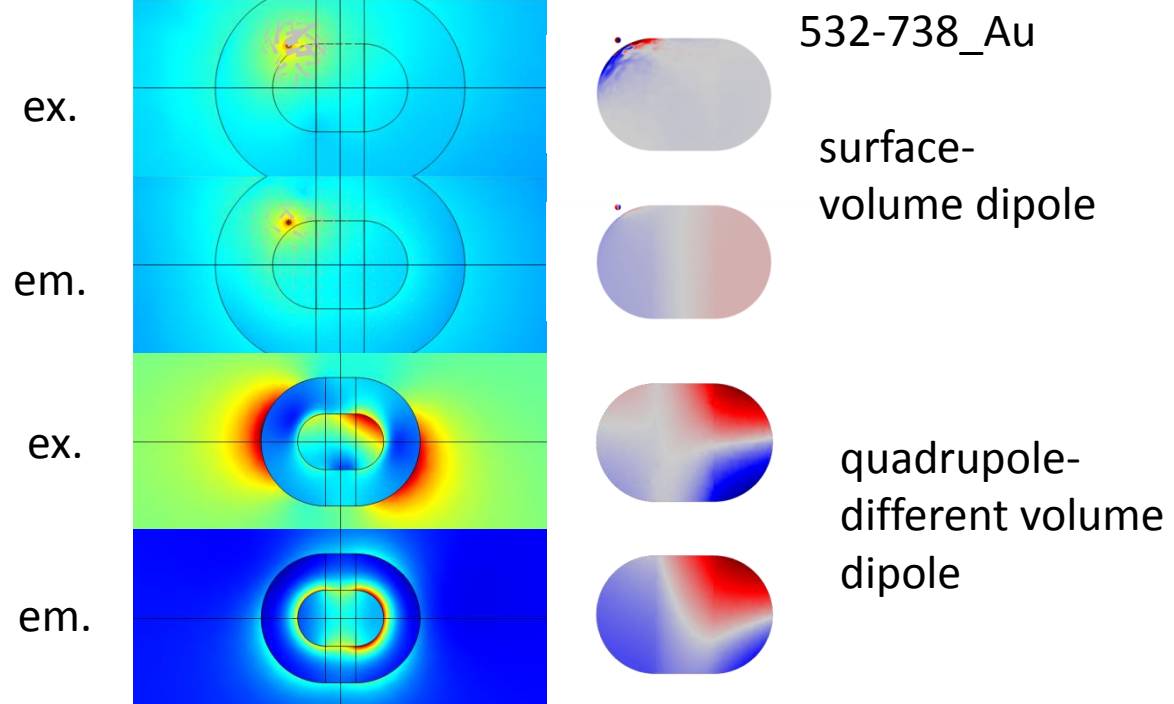 532-738_Au
ex.
surface-
volume dipole
em.
ex.
quadrupole-
different volume
dipole
em.